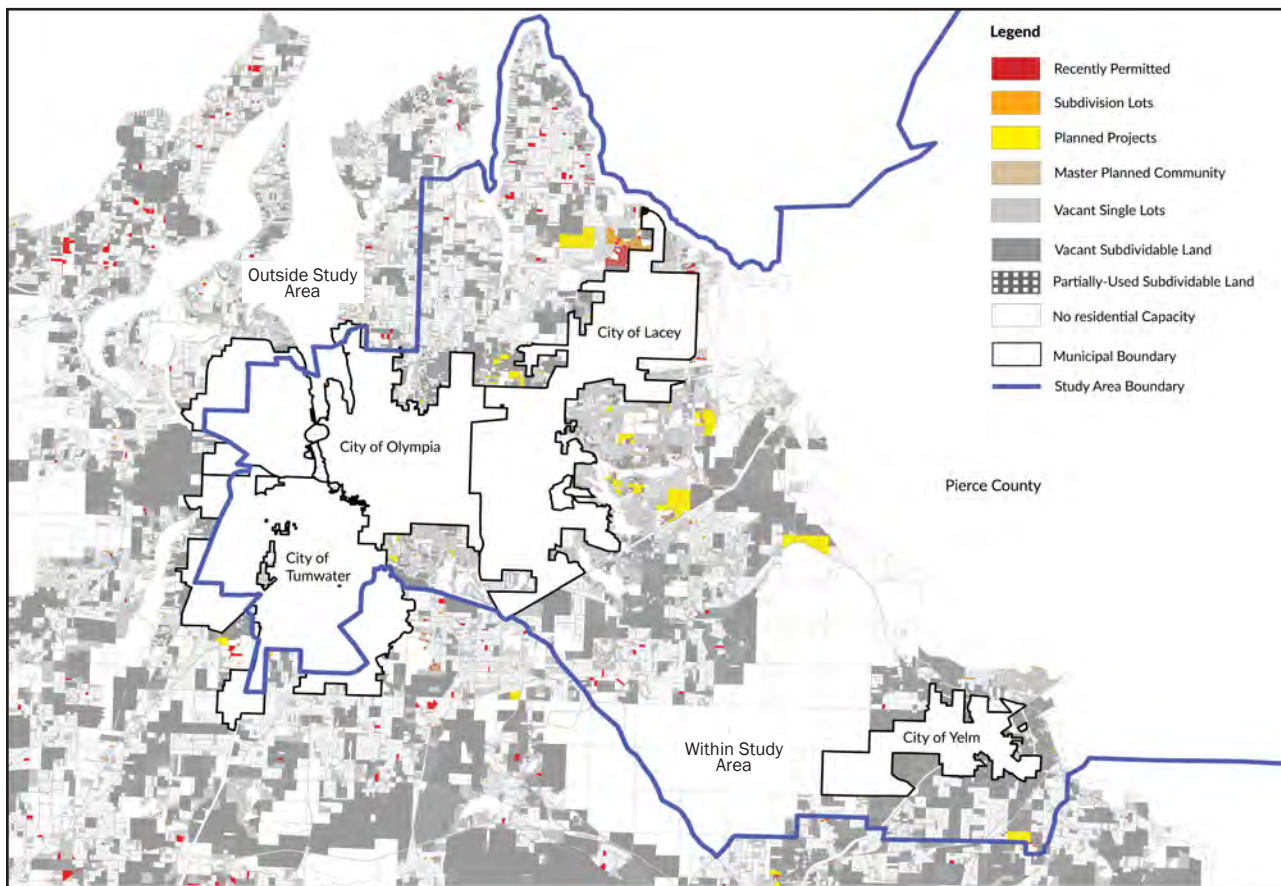 Legend
Recently Permitted
Subdivision Lots
Planned Projects
Master Planned Community
Vacant Single Lots
Vacant Subdividable Land
Partially-Used Subdividable Land
No residential Capacity
Municipal Boundary
Study Area Boundary
Outside Study
Area
City of Lacey
City of Olympia
Pierce County
City of
Tumwater
Within Study
Area
City of Yelm